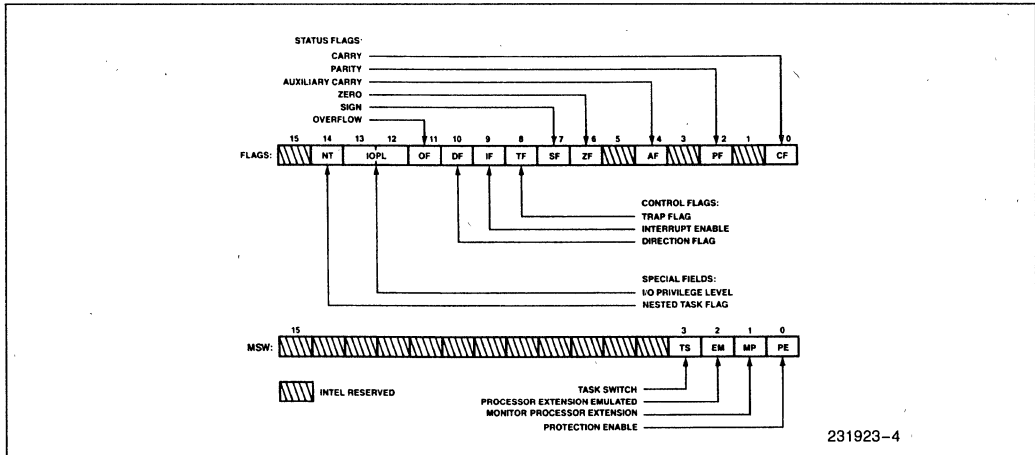 STATUS FLAGS:
CARRY
PARITY
AUXILIARY CARRY
ZERO
SIGN
OVERFLOW
15 14 13 12 11 10 9 8 7 6 5 4 3 2 1 0
FLAGS: NT IOPL OF DF IF TF SF ZF AF PF CF
CONTROL FLAGS:
TRAP FLAG
INTERRUPT ENABLE
DIRECTION FLAG
SPECIAL FIELDS:
I/O PRIVILEGE LEVEL
NESTED TASK FLAG
15 3 2 1 0
MSW: TS EM MP PE
INTEL RESERVED
TASK SWITCH
PROCESSOR EXTENSION EMULATED
MONITOR PROCESSOR EXTENSION
PROTECTION ENABLE
231923-4